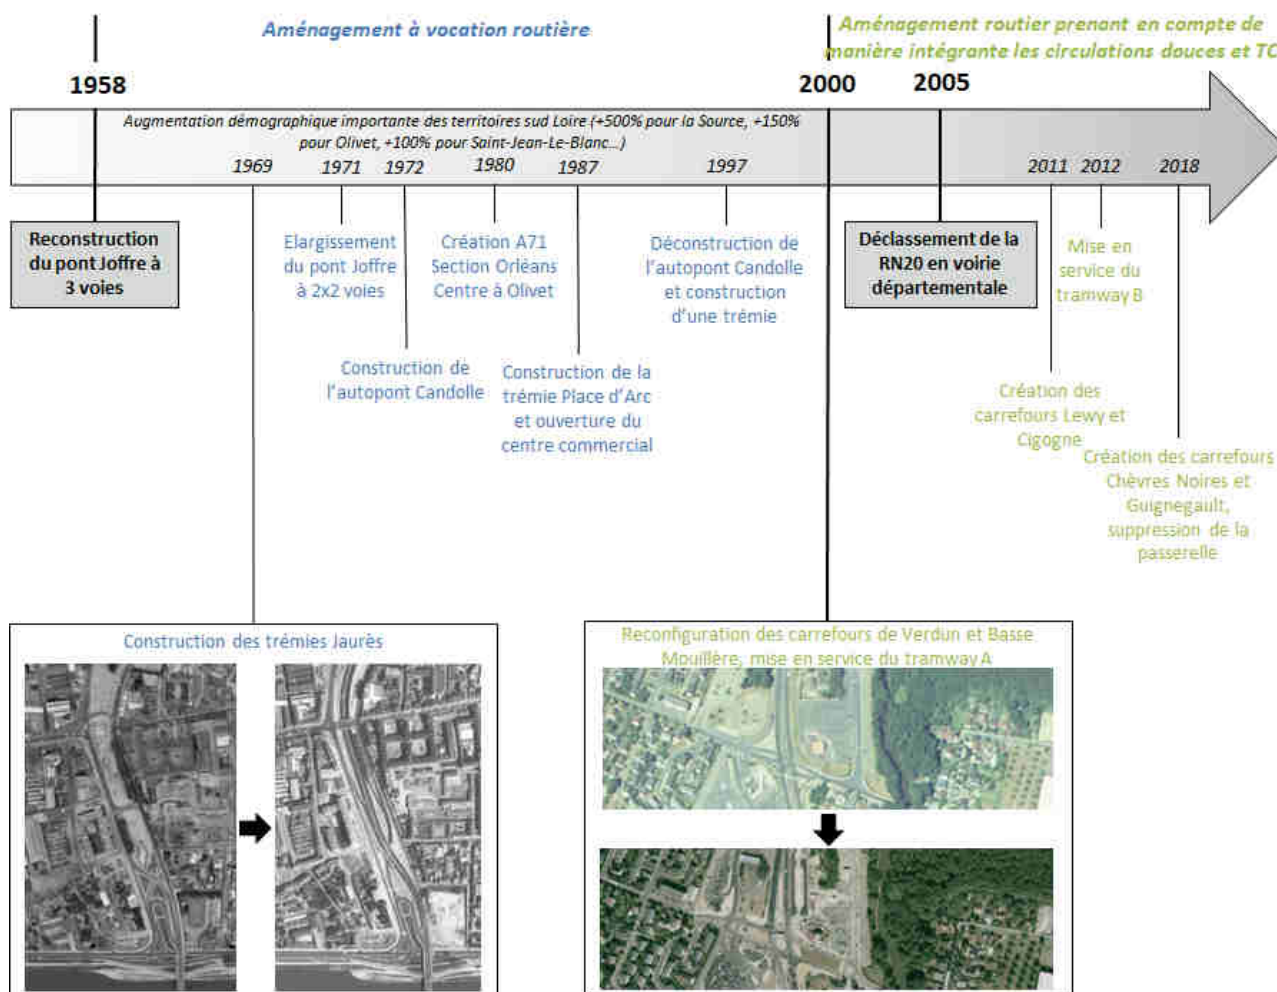 Aménagement à vocation routière
Aménagement routier prenant en compte de
manière intégrante les circulations douces et TC
1958
2000
2005
Augmentation démographique importante des territoires sud Loire (+500% pour la Source, +150%
pour Olivet, +100% pour Saint-Jean-Le-Blanc...)
1969
1971
1972
1980
1987
1997
2011
2012
2018
Reconstruction
du pont Joffre à
3 voies
Elargissement
du pont Joffre
à 2x2 voies
Création A71
Section Orléans
Centre à Olivet
Déconstruction de
l'autopont Candolle
et construction
d'une trémie
Déclassement de la
RN20 en voirie
départementale
Mise en
service du
tramway B
Construction de
l'autopont Candolle
Construction de la
trémie Place d'Arc
et ouverture du
centre commercial
Création des
carrefours Lewy et
Cigogne
Création des carrefours
Chèvres Noires et
Guignegault,
suppression de la
passerelle
Construction des trémies Jaurès
Reconfiguration des carrefours de Verdun et Basse
Mouillère, mise en service du tramway A